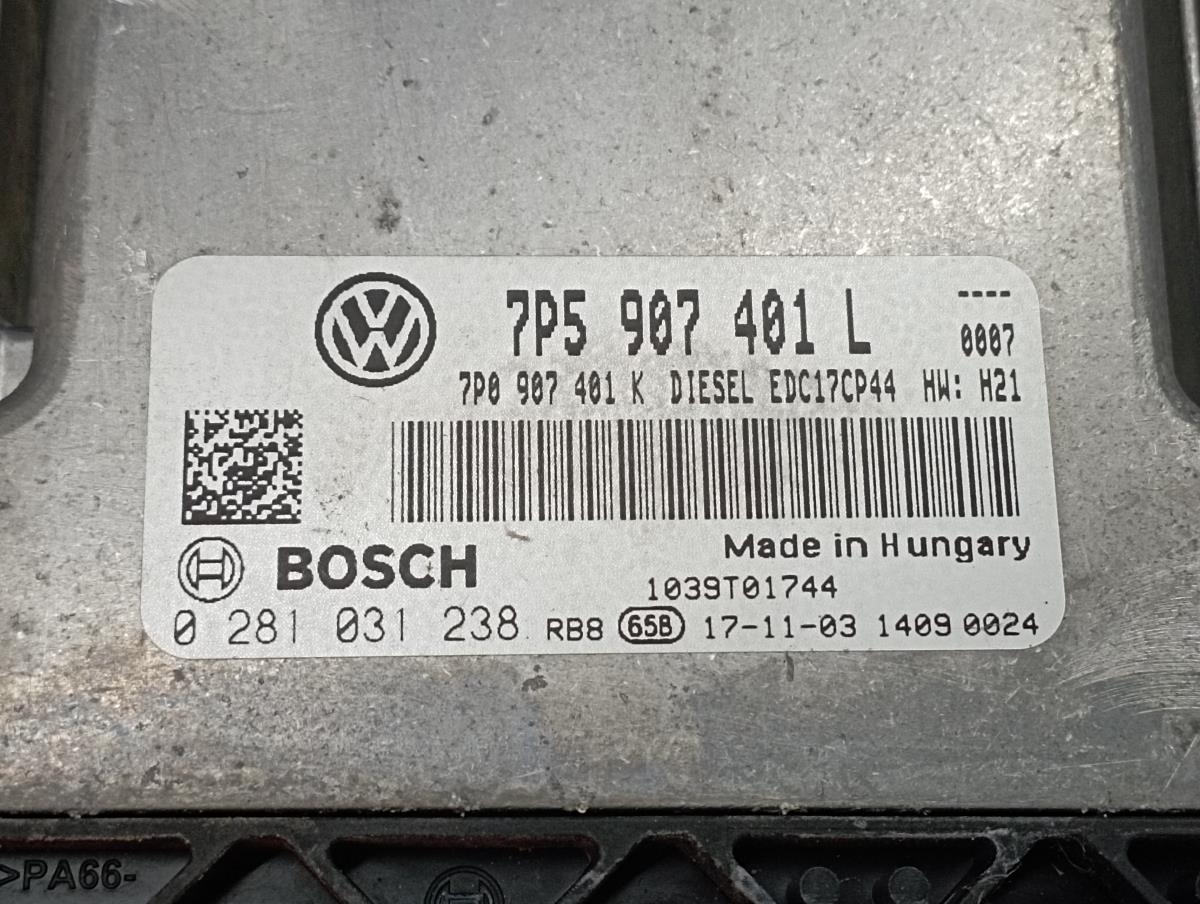 7P5 907 401 L ----
0007
7P0 907 401 K DIESEL EDC17CP44 HW: H21
Made in Hungary
BOSCH
1039T01744
0 281 031 238 RB8 65B 17-11-03 1409 0024
>PA66-